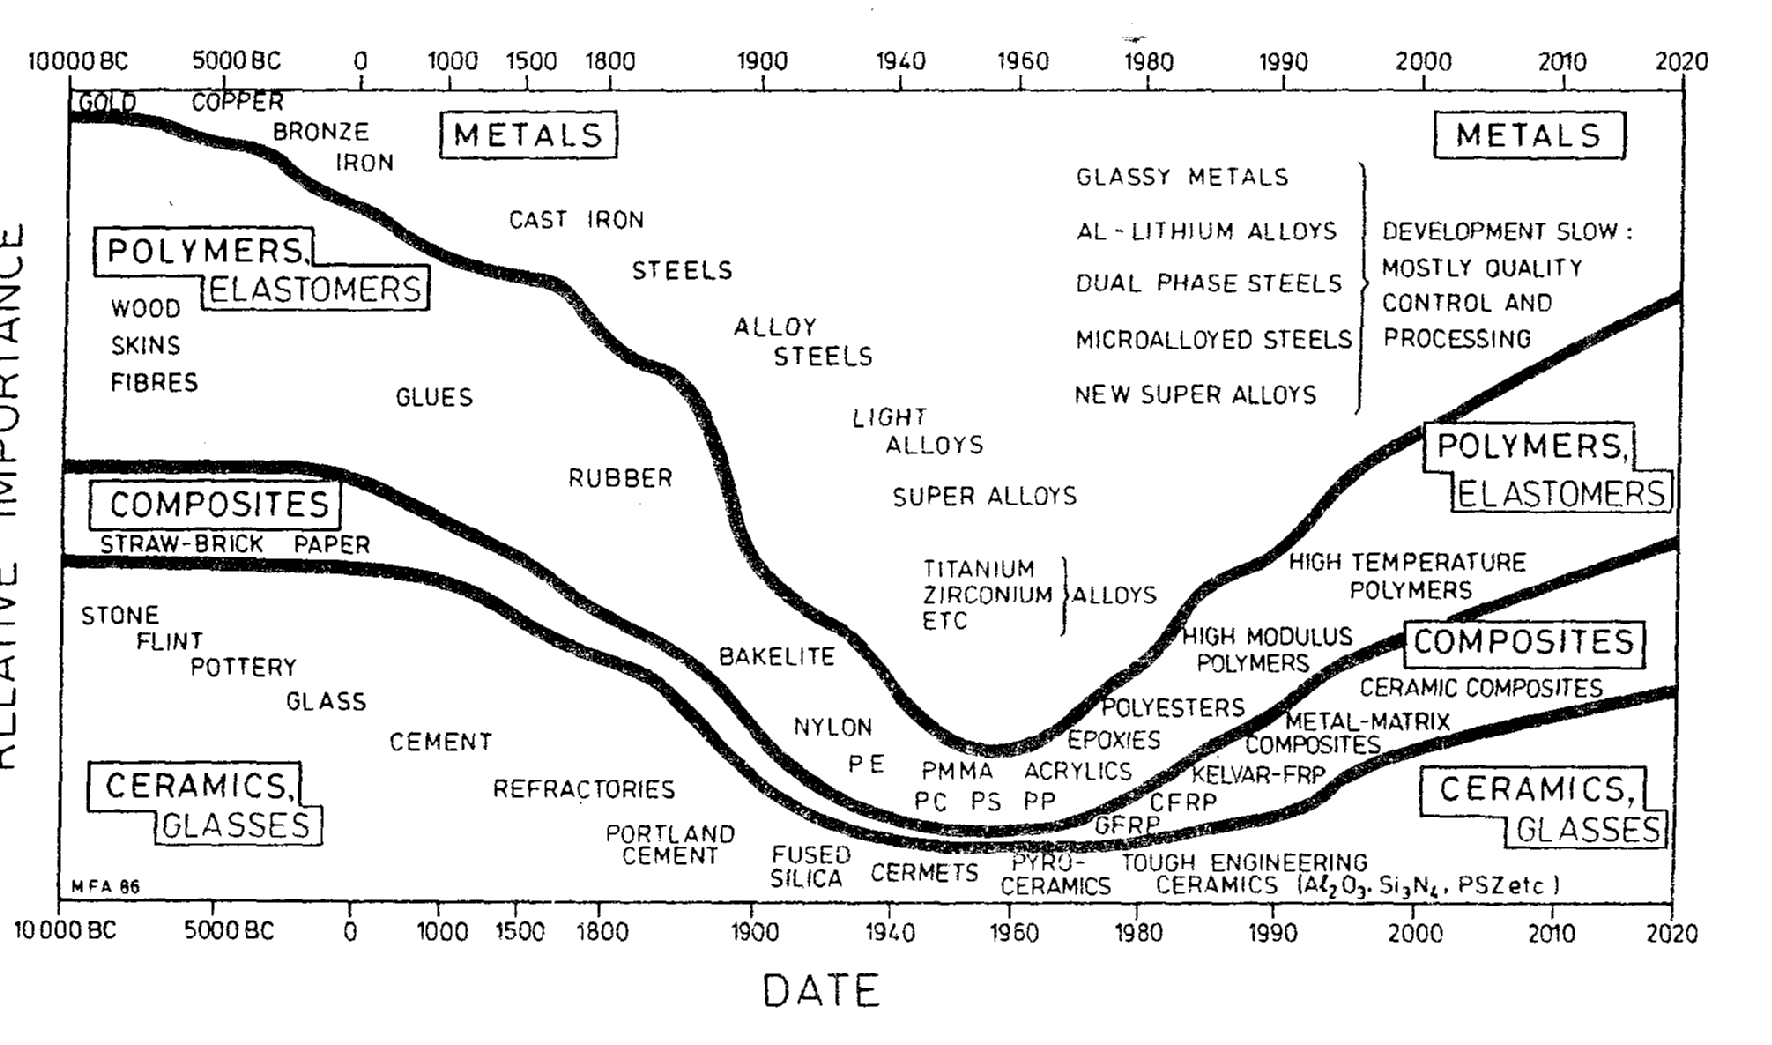 10000 BC 5000 BC 0 1000 1500 1800 1900 1940 1960 1980 1990 2000 2010 2020
GOLD COPPER
BRONZE
IRON
METALS
METALS
CAST IRON
STEELS
ALLOY
STEELS
LIGHT
ALLOYS
SUPER ALLOYS
TITANIUM
ZIRCONIUM
ETC
ALLOYS
GLASSY METALS
AL-LITHIUM ALLOYS
DUAL PHASE STEELS
MICROALLOYED STEELS
NEW SUPER ALLOYS
DEVELOPMENT SLOW:
MOSTLY QUALITY
CONTROL AND
PROCESSING
RELATIVE IMPORTANCE
POLYMERS,
ELASTOMERS
WOOD
SKINS
FIBRES
GLUES
RUBBER
BAKELITE
NYLON
PE
PMMA ACRYLICS
PC PS PP
POLYESTERS
EPOXIES
HIGH MODULUS
POLYMERS
HIGH TEMPERATURE
POLYMERS
POLYMERS,
ELASTOMERS
COMPOSITES
STRAW-BRICK PAPER
GFRP
CFRP
KELVAR-FRP
METAL-MATRIX
COMPOSITES
CERAMIC COMPOSITES
COMPOSITES
STONE
FLINT
POTTERY
GLASS
CEMENT
REFRACTORIES
CERAMICS,
GLASSES
PORTLAND
CEMENT
FUSED
SILICA
CERMETS
PYRO-
CERAMICS
TOUGH ENGINEERING
CERAMICS (Al₂O₃, Si₃N₄, PSZ etc)
CERAMICS,
GLASSES
MFA 86
10000 BC 5000 BC 0 1000 1500 1800 1900 1940 1960 1980 1990 2000 2010 2020
DATE